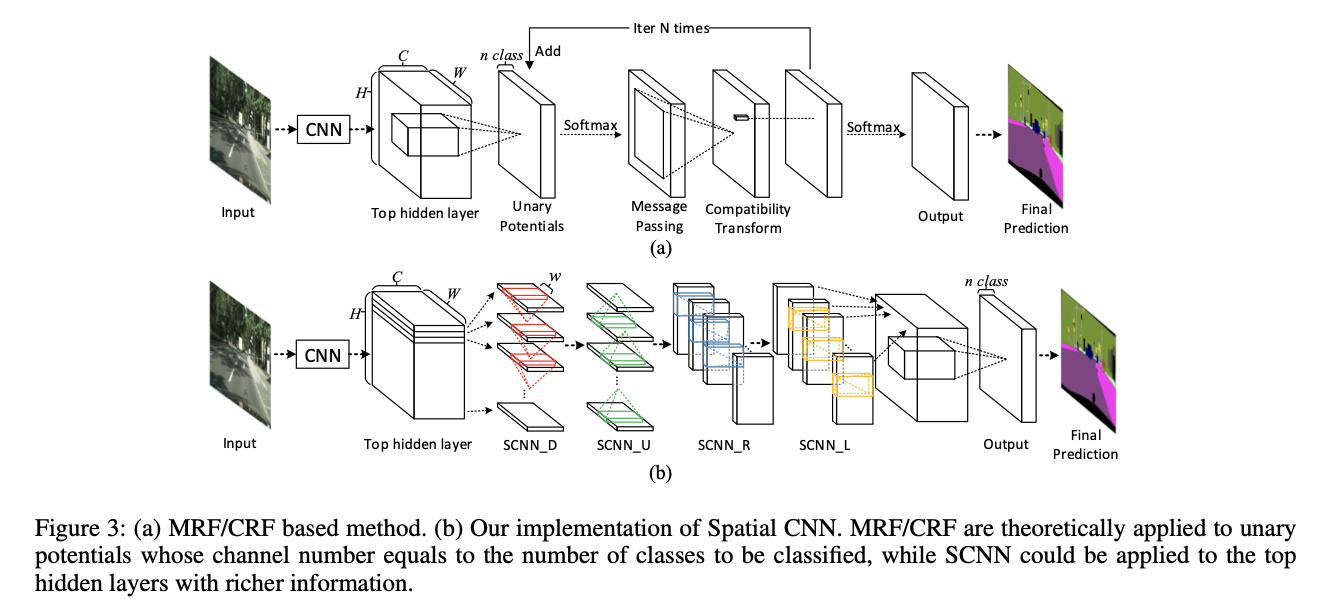 Iter N times
Add
C
W
H
n class
CNN
Softmax
Softmax
Input
Top hidden layer
Unary
Potentials
Message
Passing
Compatibility
Transform
Output
Final
Prediction
(a)
C
W
H
w
n class
CNN
Input
Top hidden layer
SCNN_D
SCNN_U
SCNN_R
SCNN_L
Output
Final
Prediction
(b)
Figure 3: (a) MRF/CRF based method. (b) Our implementation of Spatial CNN. MRF/CRF are theoretically applied to unary
potentials whose channel number equals to the number of classes to be classified, while SCNN could be applied to the top
hidden layers with richer information.